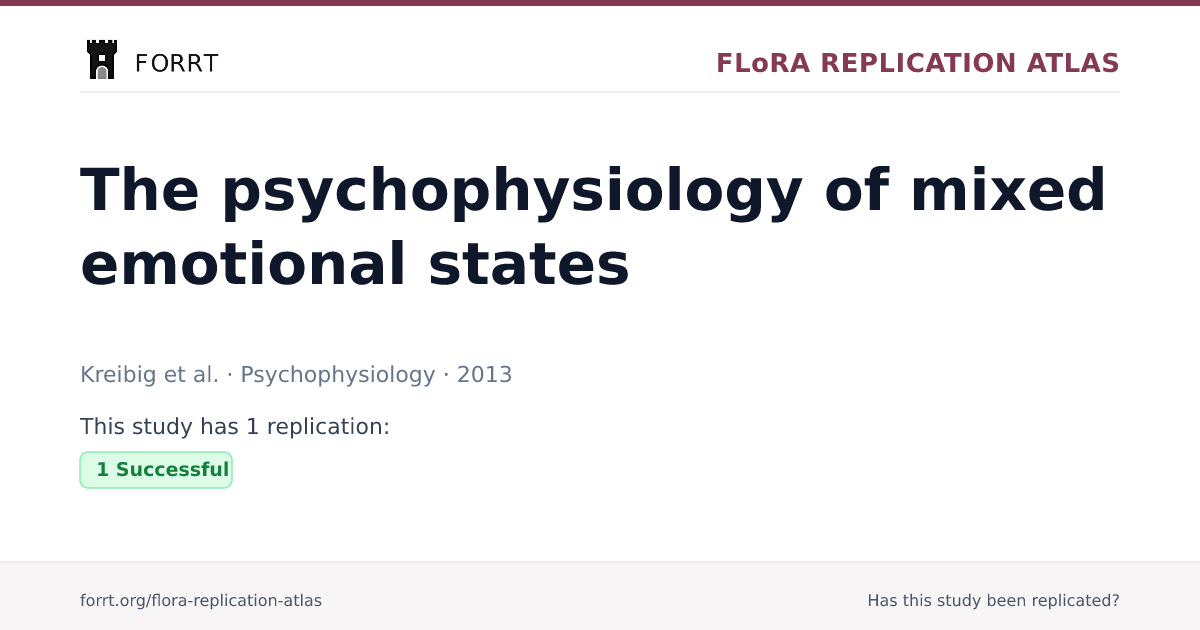 FORRT
FLoRA REPLICATION ATLAS
The psychophysiology of mixed
emotional states
Kreibig et al. · Psychophysiology · 2013
This study has 1 replication:
1 Successful
forrt.org/flora-replication-atlas
Has this study been replicated?